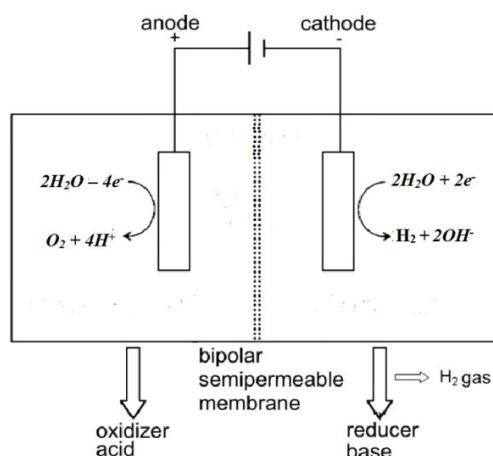 anode
+
cathode
-
2H₂O – 4e⁻
O₂ + 4H⁺
2H₂O + 2e⁻
H₂ + 2OH⁻
bipolar
semipermeable
membrane
oxidizer
acid
reducer
base
H₂ gas